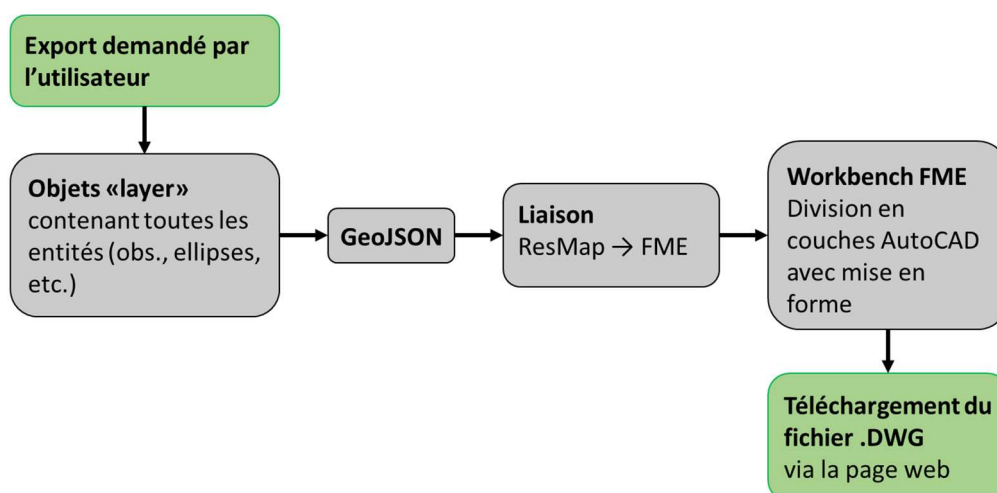 Export demandé par
l’utilisateur
Objets «layer»
contenant toutes les
entités (obs., ellipses,
etc.)
GeoJSON
Liaison
ResMap → FME
Workbench FME
Division en
couches AutoCAD
avec mise en
forme
Téléchargement du
fichier .DWG
via la page web